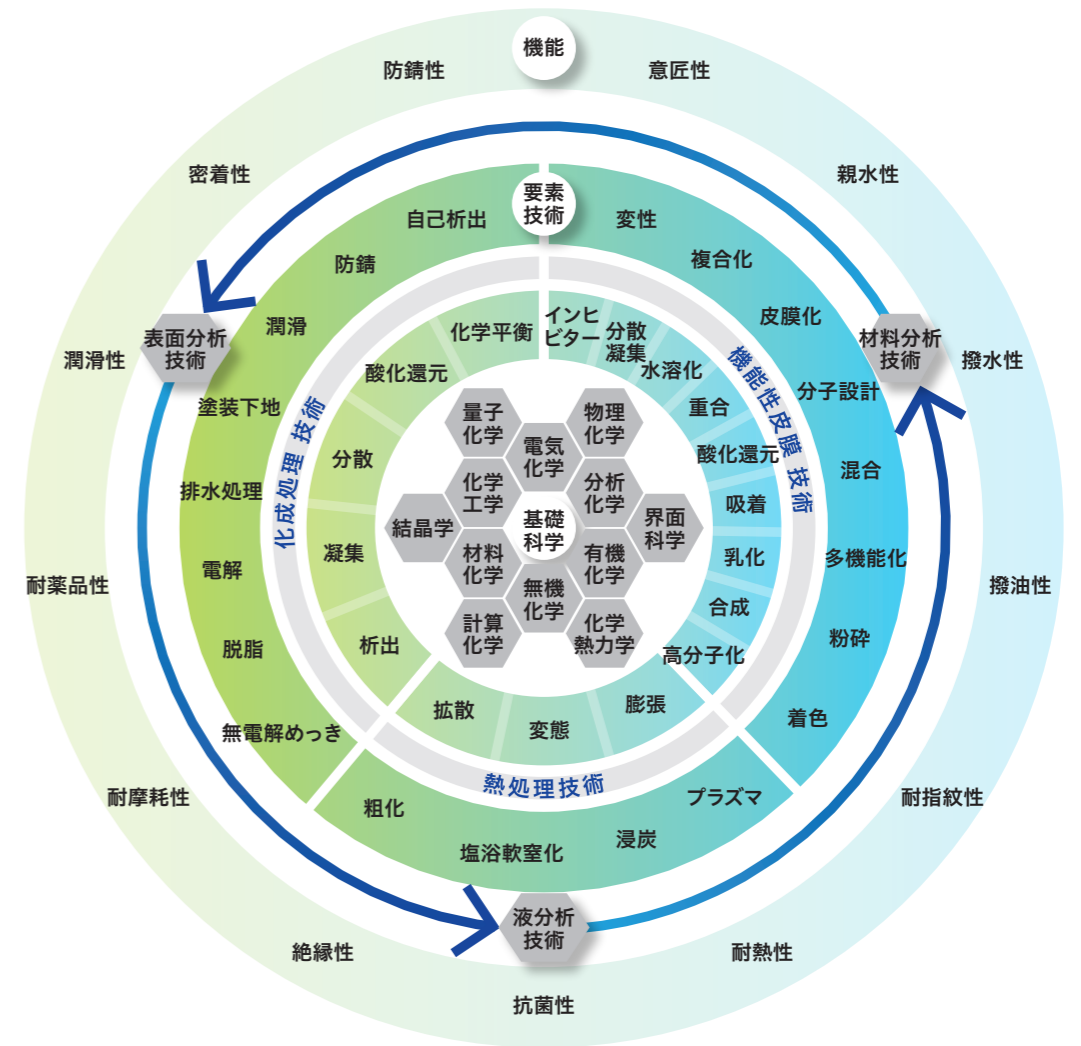 機能
防錆性
意匠性
密着性
親水性
潤滑性
撥水性
耐薬品性
撥油性
耐摩耗性
耐指紋性
絶縁性
耐熱性
抗菌性
表面分析
技術
材料分析
技術
液分析
技術
要素
技術
自己析出
防錆
潤滑
塗装下地
排水処理
電解
脱脂
無電解めっき
変性
複合化
皮膜化
分子設計
混合
多機能化
粉砕
着色
粗化
塩浴軟窒化
浸炭
プラズマ
化成処理 技術
機能性皮膜 技術
熱処理技術
化学平衡
酸化還元
分散
凝集
析出
インヒ
ビター
分散
凝集
水溶化
重合
酸化還元
吸着
乳化
合成
高分子化
拡散
変態
膨張
量子
化学
物理
化学
電気
化学
化学
工学
分析
化学
結晶学
基礎
科学
界面
科学
材料
化学
有機
化学
無機
化学
計算
化学
化学
熱力学